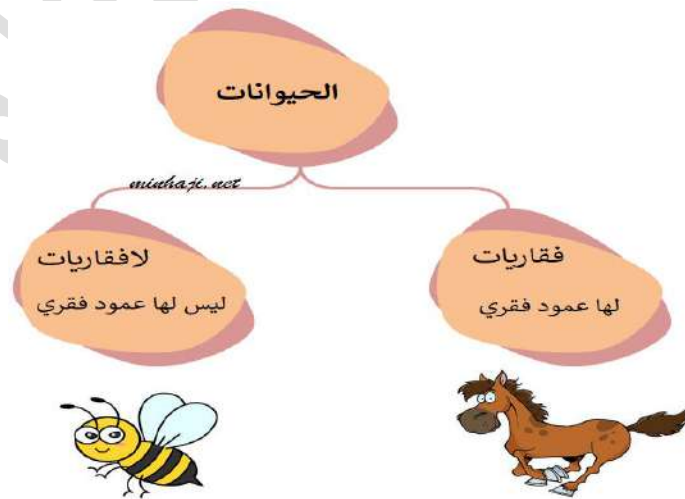 الحيوانات
minhaji.net
فقاريات
لها عمود فقري
لافقاريات
ليس لها عمود فقري